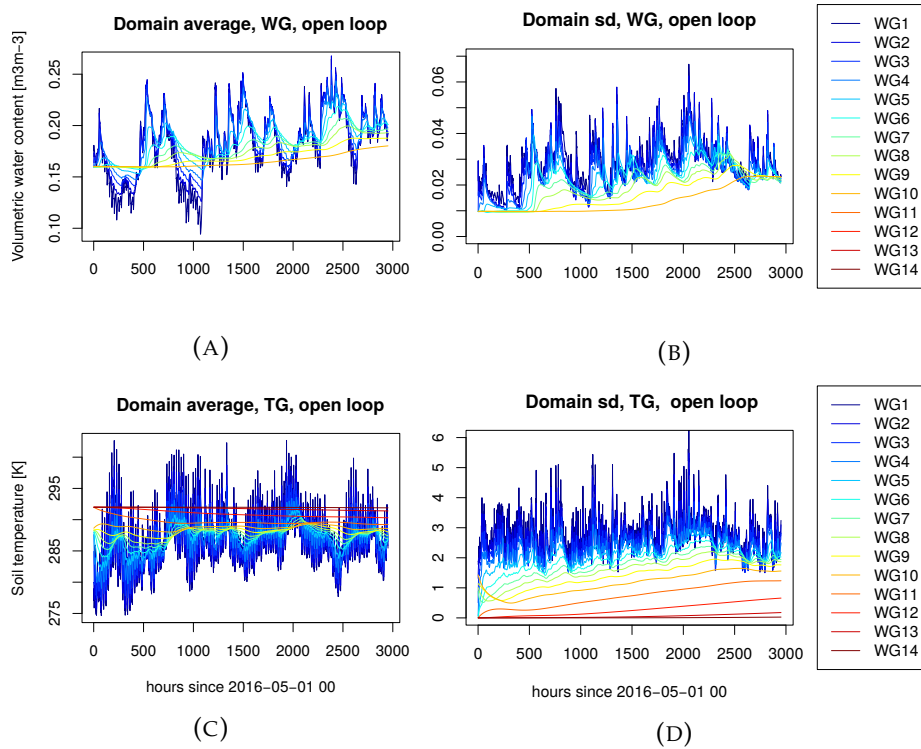 Domain average, WG, open loop
Volumetric water content [m3m−3]
0.10 0.15 0.20 0.25
0 500 1000 1500 2000 2500 3000
(A)
Domain sd, WG, open loop
0.00 0.02 0.04 0.06
0 500 1000 1500 2000 2500 3000
(B)
WG1
WG2
WG3
WG4
WG5
WG6
WG7
WG8
WG9
WG10
WG11
WG12
WG13
WG14
Domain average, TG, open loop
Soil temperature [K]
275 285 295
0 500 1000 1500 2000 2500 3000
hours since 2016−05−01 00
(C)
Domain sd, TG, open loop
0 1 2 3 4 5 6
0 500 1000 1500 2000 2500 3000
hours since 2016−05−01 00
(D)
WG1
WG2
WG3
WG4
WG5
WG6
WG7
WG8
WG9
WG10
WG11
WG12
WG13
WG14